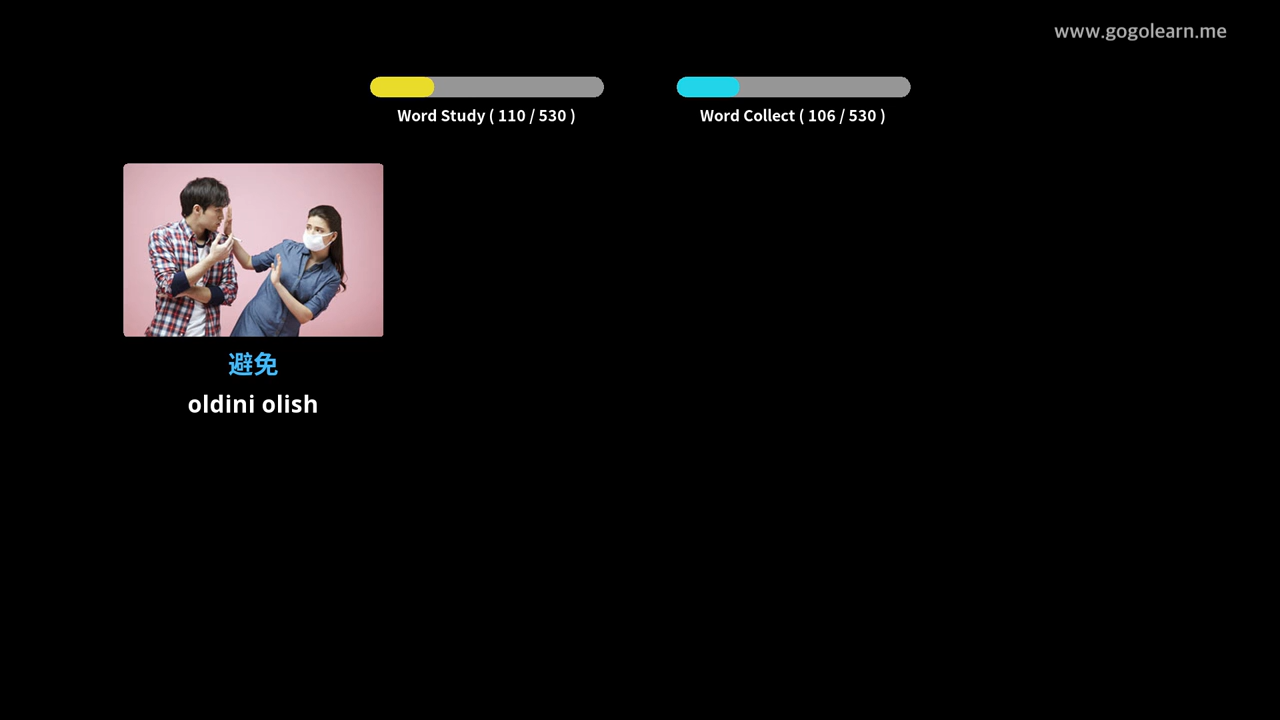 www.gogolearn.me
Word Study ( 110 / 530 )
Word Collect ( 106 / 530 )
避免
oldini olish